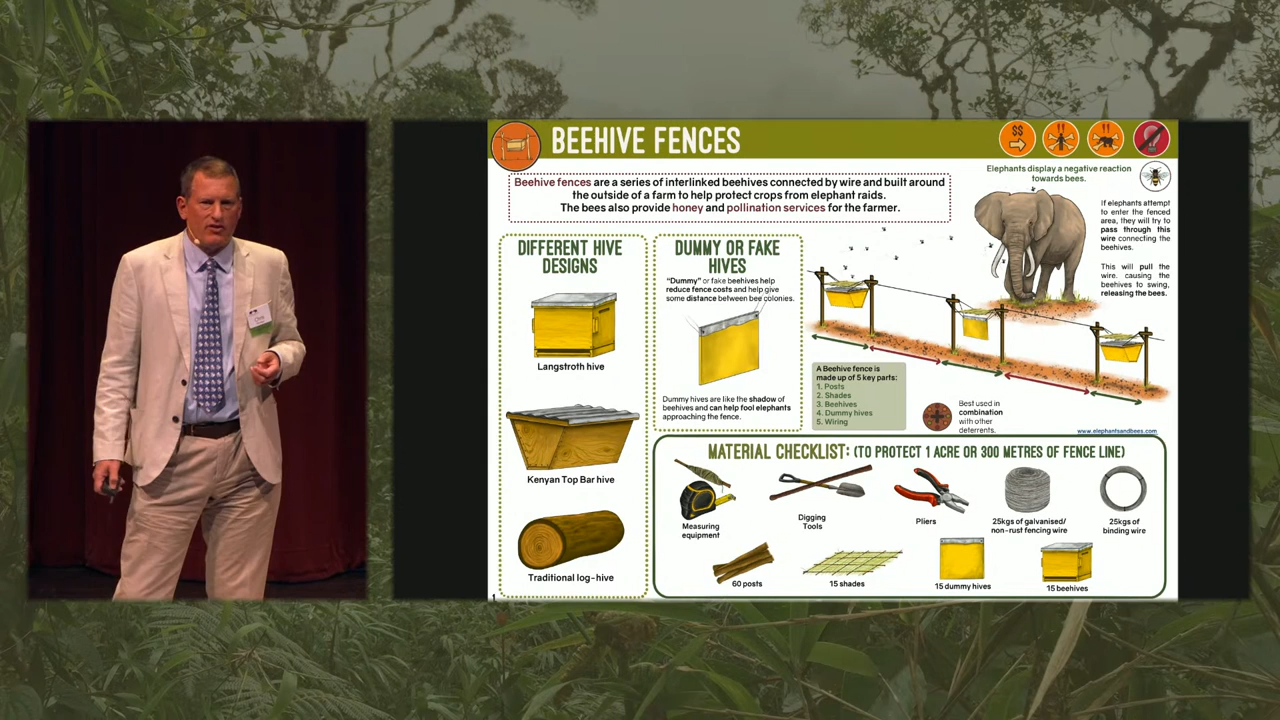 BEEHIVE FENCES
$$
Beehive fences are a series of interlinked beehives connected by wire and built around
the outside of a farm to help protect crops from elephant raids.
The bees also provide honey and pollination services for the farmer.
Elephants display a negative reaction
towards bees.
If elephants attempt
to enter the fenced
area, they will try to
pass through this
wire connecting the
beehives.
This will pull the
wire. causing the
beehives to swing,
releasing the bees.
DIFFERENT HIVE
DESIGNS
Langstroth hive
Kenyan Top Bar hive
Traditional log-hive
DUMMY OR FAKE
HIVES
"Dummy" or fake beehives help
reduce fence costs and help give
some distance between bee colonies.
Dummy hives are like the shadow of
beehives and can help fool elephants
approaching the fence.
A Beehive fence is
made up of 5 key parts:
1. Posts
2. Shades
3. Beehives
4. Dummy hives
5. Wiring
Best used in
combination
with other
deterrents.
www.elephantsandbees.com
MATERIAL CHECKLIST: (TO PROTECT 1 ACRE OR 300 METRES OF FENCE LINE)
Measuring
equipment
Digging
Tools
Pliers
25kgs of galvanised/
non-rust fencing wire
25kgs of
binding wire
60 posts
15 shades
15 dummy hives
15 beehives
1